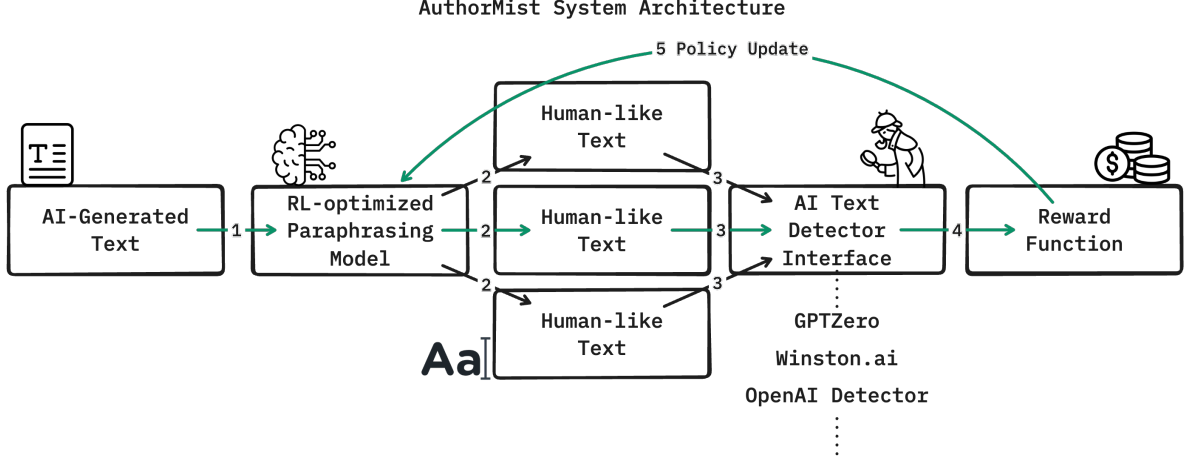 AuthorMist System Architecture
5 Policy Update
Human-like
Text
T
$
2
3
AI-Generated
Text
1
RL-optimized
Paraphrasing
Model
2
Human-like
Text
3
AI Text
Detector
Interface
4
Reward
Function
2
3
Human-like
Text
Aa
GPTZero
Winston.ai
OpenAI Detector